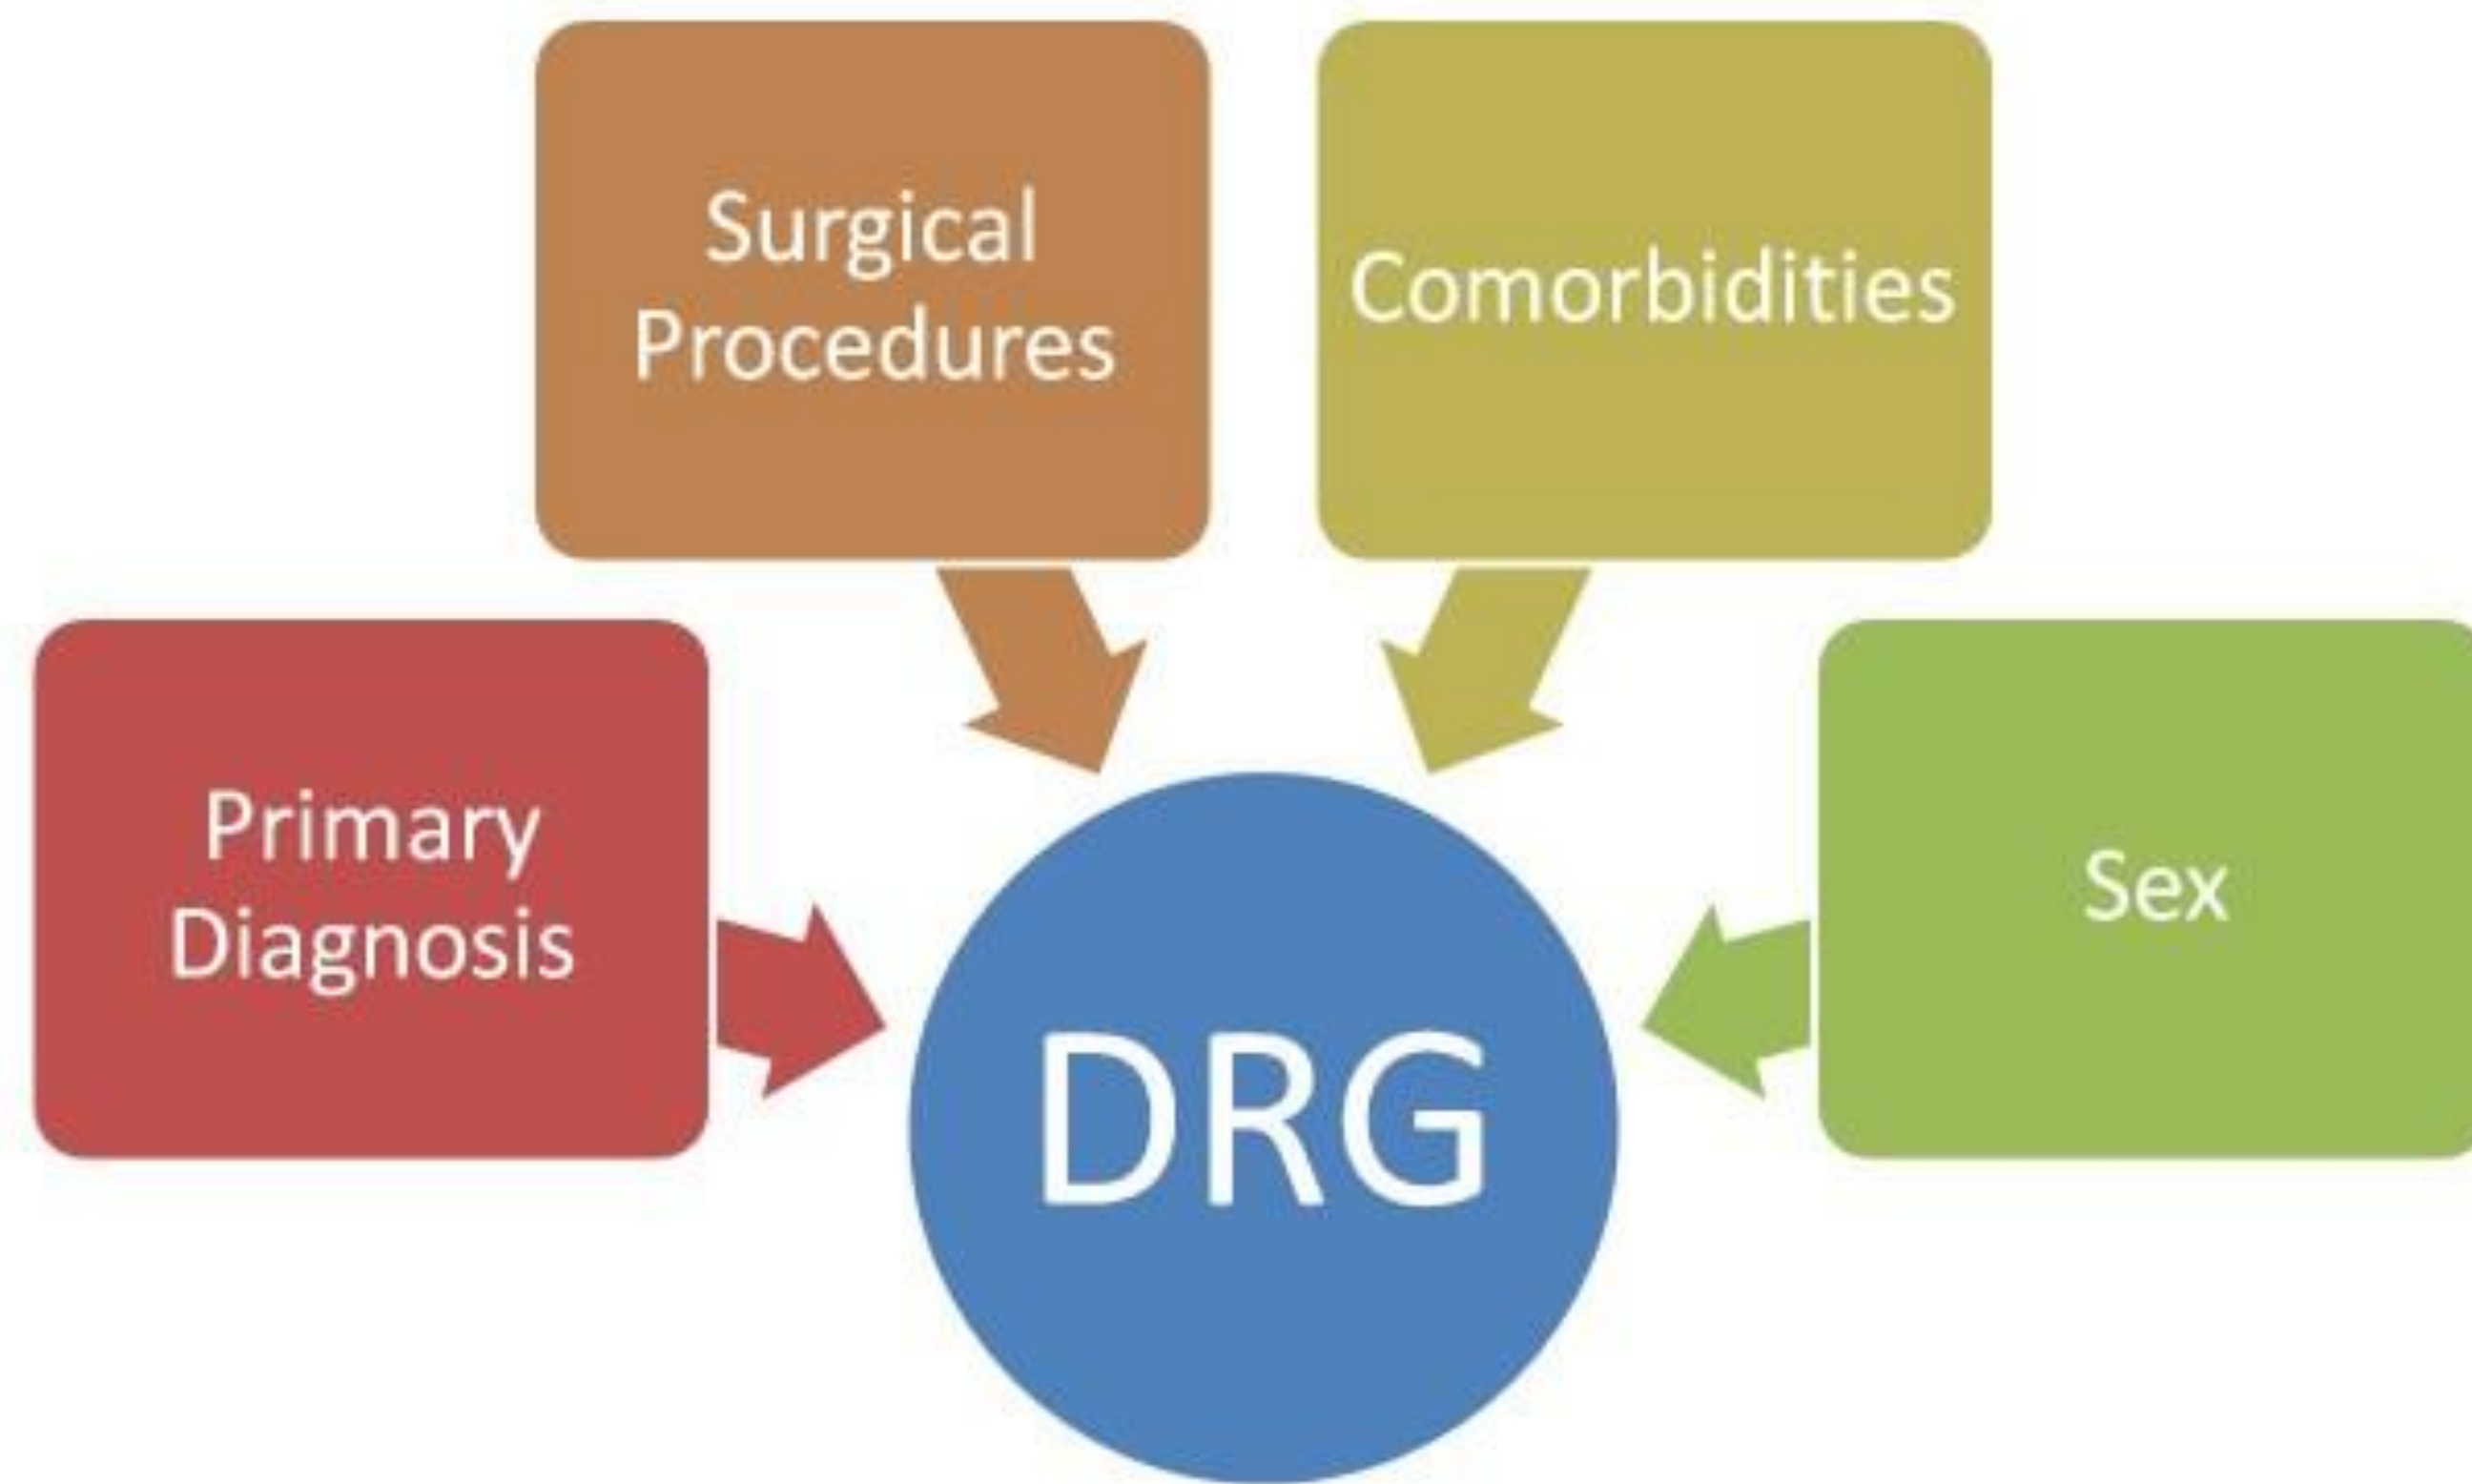 Surgical
Procedures
Comorbidities
Primary
Diagnosis
Sex
DRG